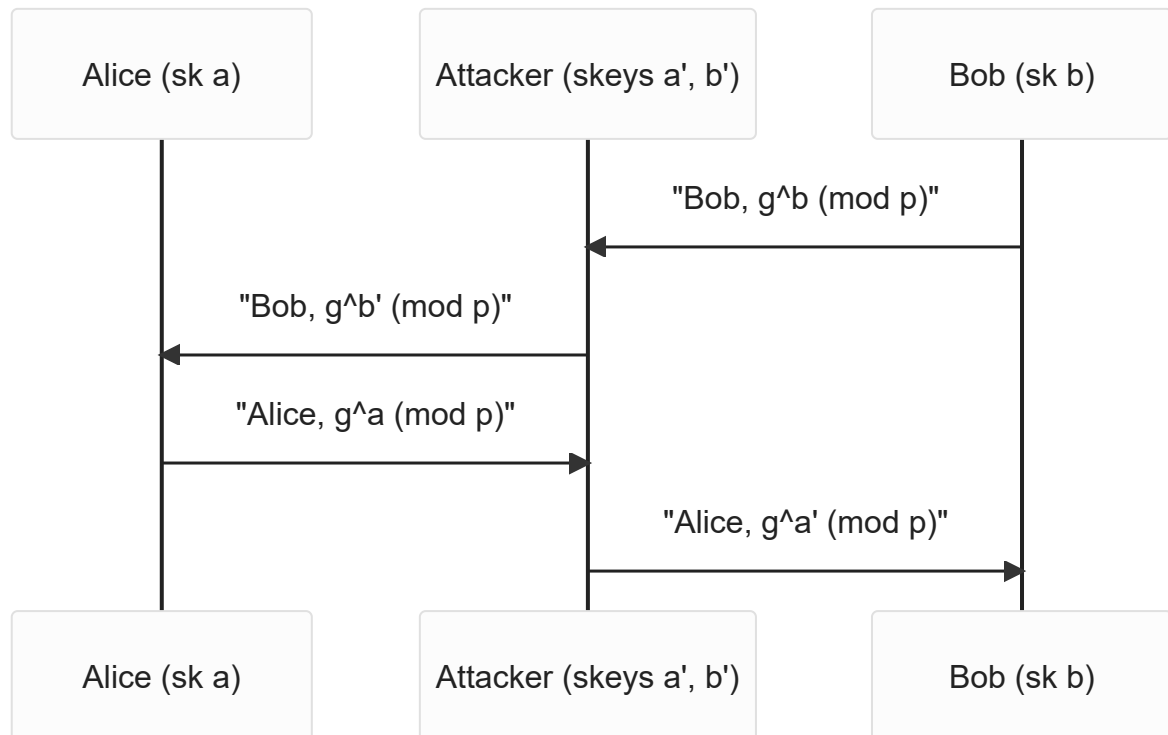 Alice (sk a)
Attacker (skeys a', b')
Bob (sk b)
"Bob, g^b (mod p)"
"Bob, g^b' (mod p)"
"Alice, g^a (mod p)"
"Alice, g^a' (mod p)"
Alice (sk a)
Attacker (skeys a', b')
Bob (sk b)